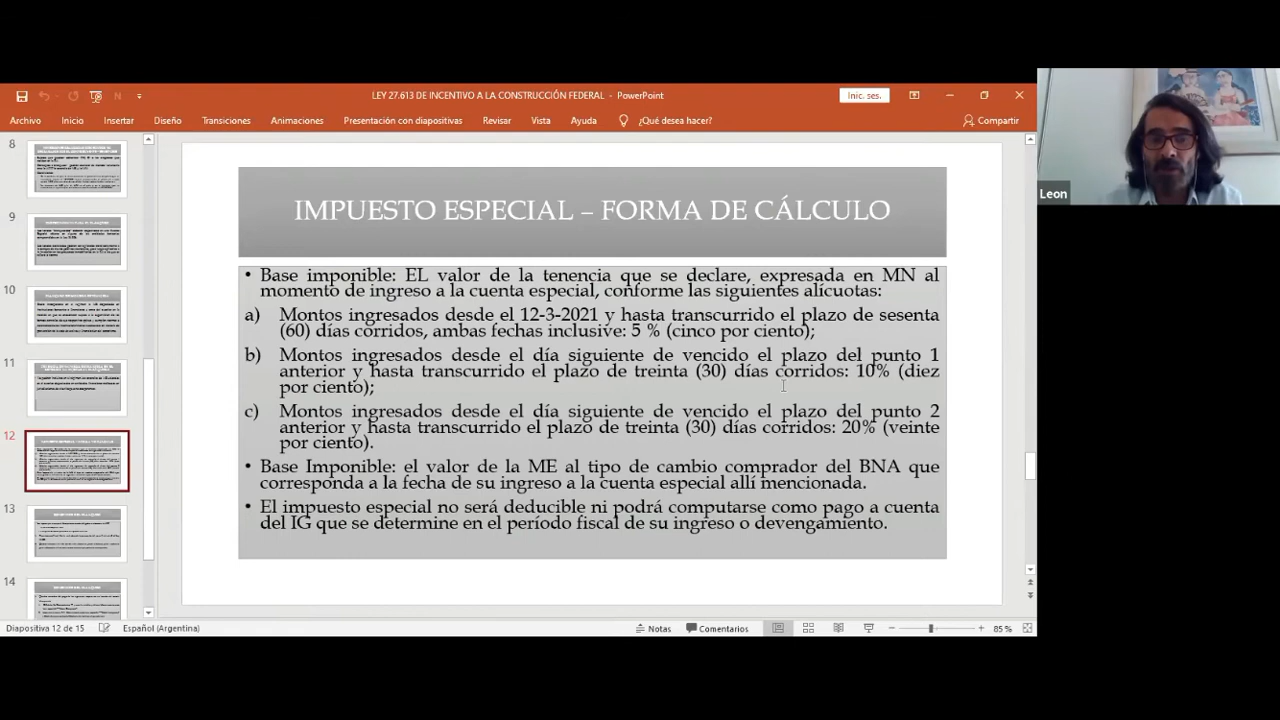 LEY 27.613 DE INCENTIVO A LA CONSTRUCCIÓN FEDERAL - PowerPoint
Inic. ses.
Archivo Inicio Insertar Diseño Transiciones Animaciones Presentación con diapositivas Revisar Vista Ayuda ¿Qué desea hacer? Compartir
8
9
10
11
12
13
14
IMPUESTO ESPECIAL – FORMA DE CÁLCULO
• Base imponible: EL valor de la tenencia que se declare, expresada en MN al
momento de ingreso a la cuenta especial, conforme las siguientes alícuotas:
a) Montos ingresados desde el 12-3-2021 y hasta transcurrido el plazo de sesenta
(60) días corridos, ambas fechas inclusive: 5 % (cinco por ciento);
b) Montos ingresados desde el día siguiente de vencido el plazo del punto 1
anterior y hasta transcurrido el plazo de treinta (30) días corridos: 10% (diez
por ciento);
c) Montos ingresados desde el día siguiente de vencido el plazo del punto 2
anterior y hasta transcurrido el plazo de treinta (30) días corridos: 20% (veinte
por ciento).
• Base Imponible: el valor de la ME al tipo de cambio comprador del BNA que
corresponda a la fecha de su ingreso a la cuenta especial allí mencionada.
• El impuesto especial no será deducible ni podrá computarse como pago a cuenta
del IG que se determine en el período fiscal de su ingreso o devengamiento.
Diapositiva 12 de 15 Español (Argentina) Notas Comentarios 85 %
Leon